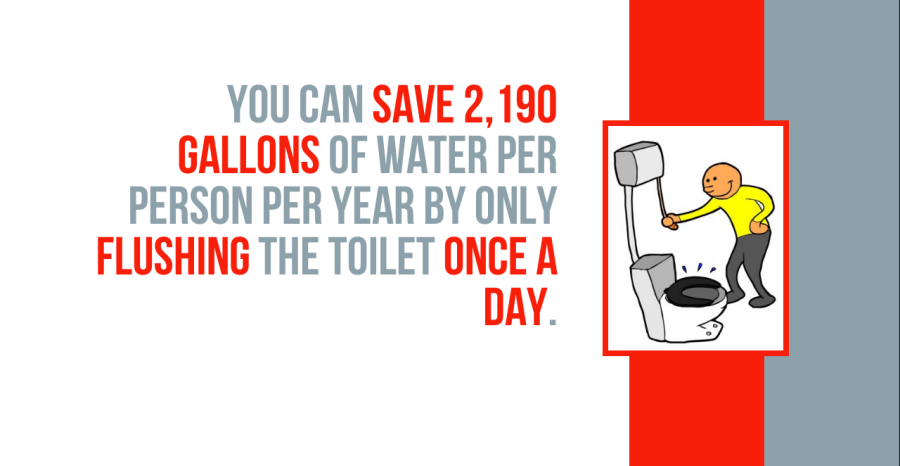 YOU CAN SAVE 2,190
GALLONS OF WATER PER
PERSON PER YEAR BY ONLY
FLUSHING THE TOILET ONCE A
DAY.